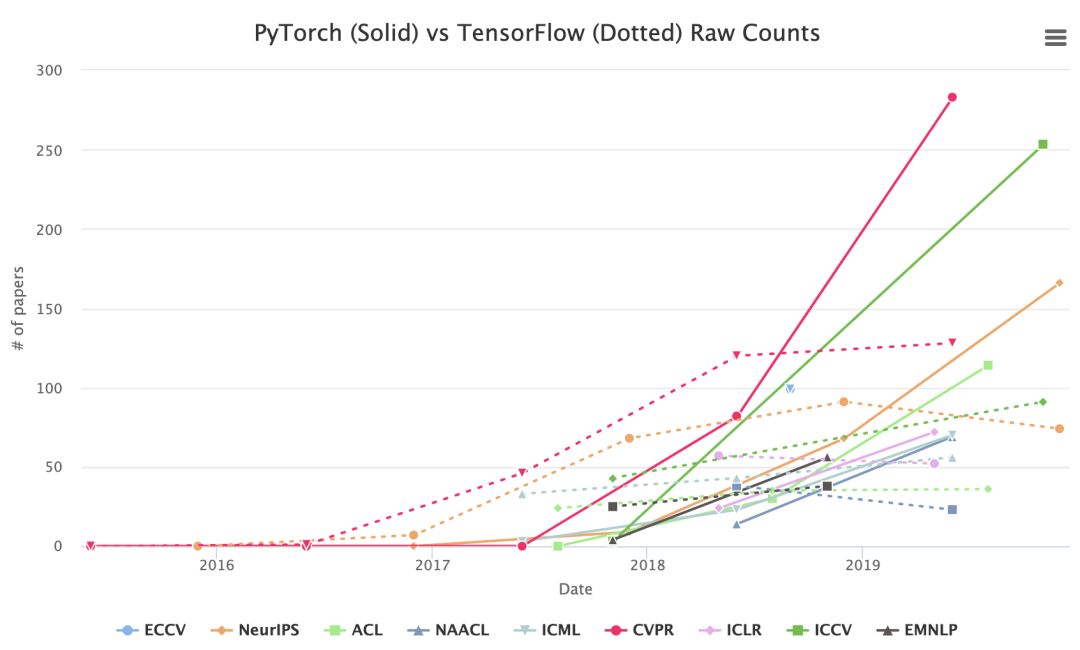 PyTorch (Solid) vs TensorFlow (Dotted) Raw Counts
300
250
200
150
100
50
0
# of papers
2016 2017 2018 2019
Date
ECCV NeurIPS ACL NAACL ICML CVPR ICLR ICCV EMNLP